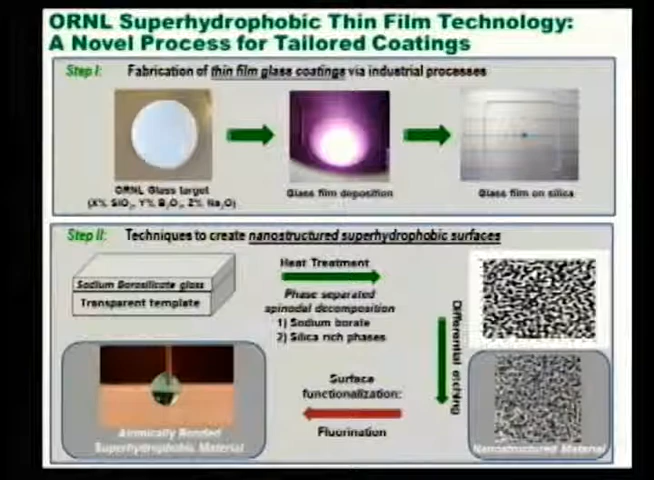 ORNL Superhydrophobic Thin Film Technology:
A Novel Process for Tailored Coatings
Step I: Fabrication of thin film glass coatings via industrial processes
ORNL Glass target
(X% SiO2, Y% B2O3, Z% Na2O)
Glass film deposition
Glass film on silica
Step II: Techniques to create nanostructured superhydrophobic surfaces
Sodium Borosilicate glass
Transparent template
Heat Treatment
Phase separated
spinodal decomposition
1) Sodium borate
2) Silica rich phases
Differential etching
Surface
functionalization:
Fluorination
Atomically Bonded
Superhydrophobic Material
Nanostructured Material